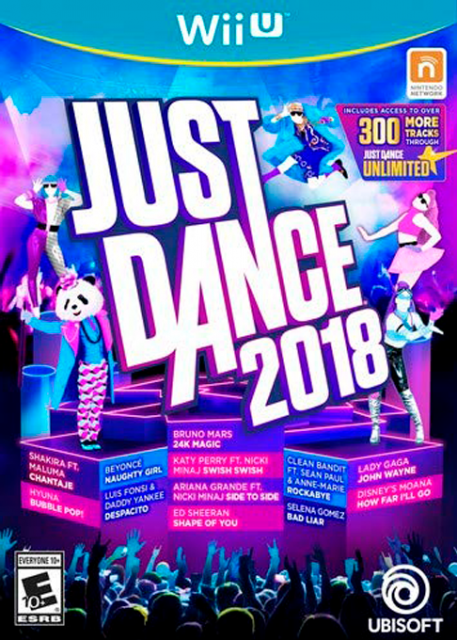 Wii U
NINTENDO
NETWORK
INCLUDES ACCESS TO OVER
300 MORE
TRACKS
THROUGH
JUST DANCE
UNLIMITED
JUST
DANCE
2018
BRUNO MARS
24K MAGIC
SHAKIRA FT.
MALUMA
CHANTAJE
HYUNA
BUBBLE POP!
BEYONCÉ
NAUGHTY GIRL
LUIS FONSI &
DADDY YANKEE
DESPACITO
KATY PERRY FT. NICKI
MINAJ SWISH SWISH
ARIANA GRANDE FT.
NICKI MINAJ SIDE TO SIDE
ED SHEERAN
SHAPE OF YOU
CLEAN BANDIT
FT. SEAN PAUL
& ANNE-MARIE
ROCKABYE
SELENA GOMEZ
BAD LIAR
LADY GAGA
JOHN WAYNE
DISNEY'S MOANA
HOW FAR I'LL GO
EVERYONE 10+
E
10+
ESRB
UBISOFT